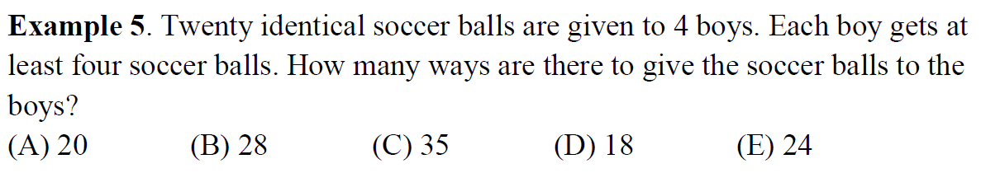 Example 5. Twenty identical soccer balls are given to 4 boys. Each boy gets at
least four soccer balls. How many ways are there to give the soccer balls to the
boys?
(A) 20 (B) 28 (C) 35 (D) 18 (E) 24